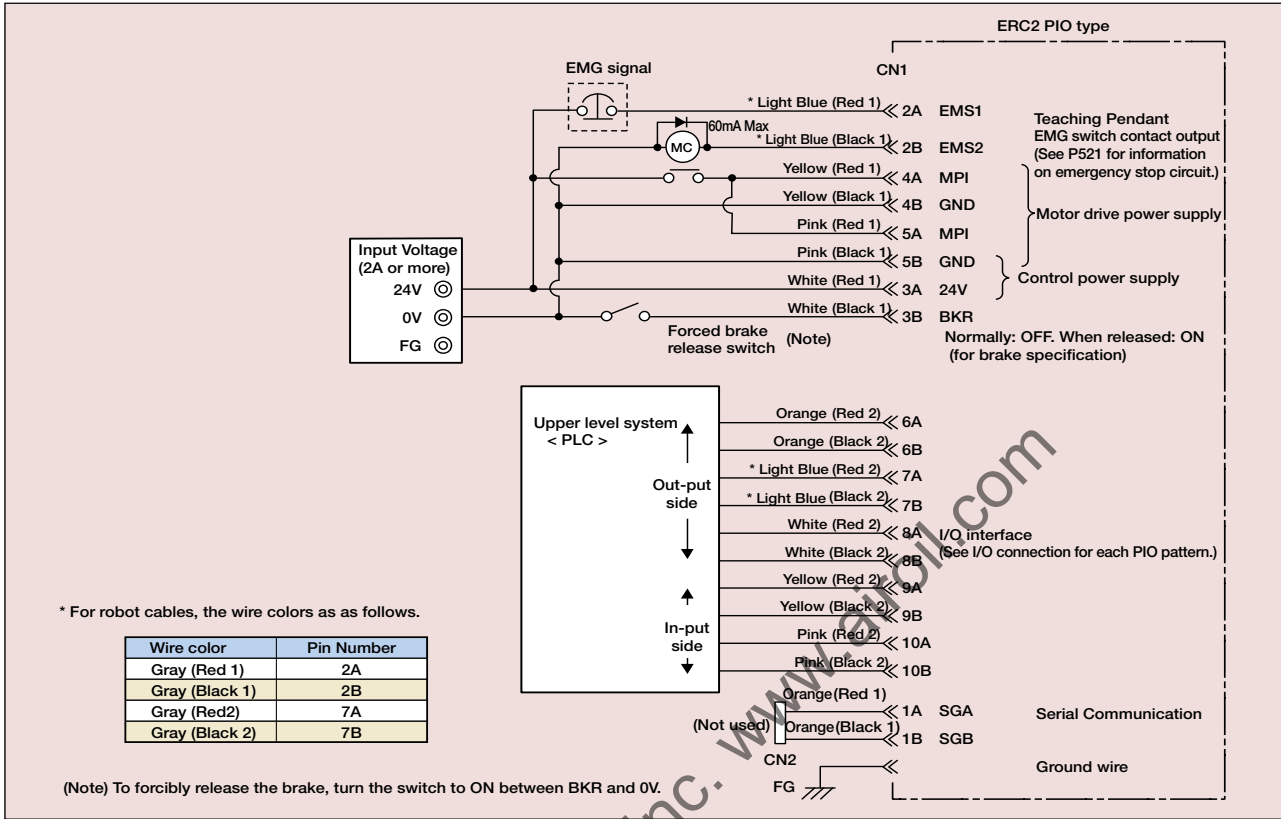 ERC2 PIO type
CN1
EMG signal
* Light Blue (Red 1) 2A EMS1
60mA Max
MC
* Light Blue (Black 1) 2B EMS2
Teaching Pendant
EMG switch contact output
(See P521 for information
on emergency stop circuit.)
Yellow (Red 1) 4A MPI
Yellow (Black 1) 4B GND
Pink (Red 1) 5A MPI
Motor drive power supply
Pink (Black 1) 5B GND
White (Red 1) 3A 24V
Control power supply
White (Black 1) 3B BKR
Input Voltage
(2A or more)
24V
0V
FG
Forced brake
release switch
(Note)
Normally: OFF. When released: ON
(for brake specification)
Upper level system
< PLC >
Out-put
side
In-put
side
Orange (Red 2) 6A
Orange (Black 2) 6B
* Light Blue (Red 2) 7A
* Light Blue (Black 2) 7B
White (Red 2) 8A
White (Black 2) 8B
Yellow (Red 2) 9A
Yellow (Black 2) 9B
Pink (Red 2) 10A
Pink (Black 2) 10B
I/O interface
(See I/O connection for each PIO pattern.)
Orange(Red 1) 1A SGA
Orange(Black 1) 1B SGB
Serial Communication
(Not used)
CN2
FG
Ground wire
* For robot cables, the wire colors as as follows.
Wire color Pin Number
Gray (Red 1) 2A
Gray (Black 1) 2B
Gray (Red2) 7A
Gray (Black 2) 7B
(Note) To forcibly release the brake, turn the switch to ON between BKR and 0V.
inc. www.airoil.com